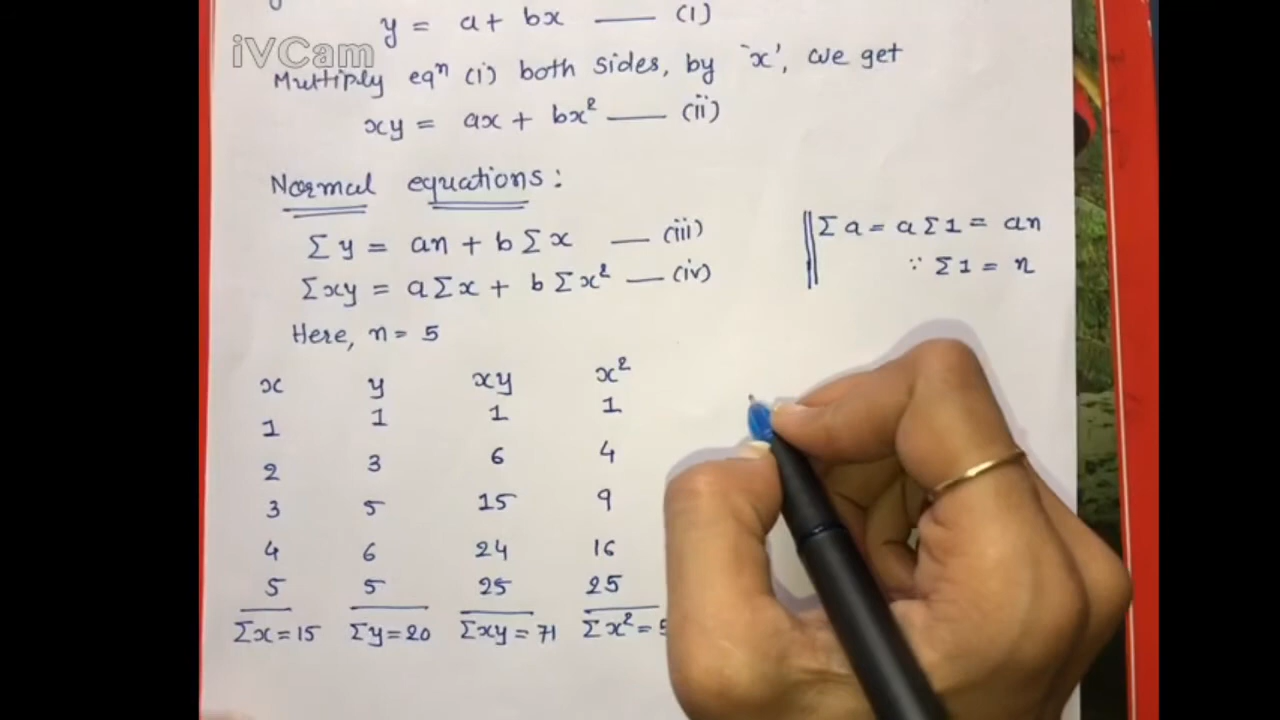 y = a + bx —— (i)
iVCam
Multiply eqⁿ (i) both sides, by 'x', we get
xy = ax + bx² —— (ii)
Normal equations :
Σy = an + bΣx — (iii)
Σa = aΣ1 = an
Σxy = aΣx + bΣx² — (iv)
∵ Σ1 = n
Here, n = 5
x y xy x²
1 1 1 1
2 3 6 4
3 5 15 9
4 6 24 16
5 5 25 25
Σx = 15 Σy = 20 Σxy = 71 Σx² = 5